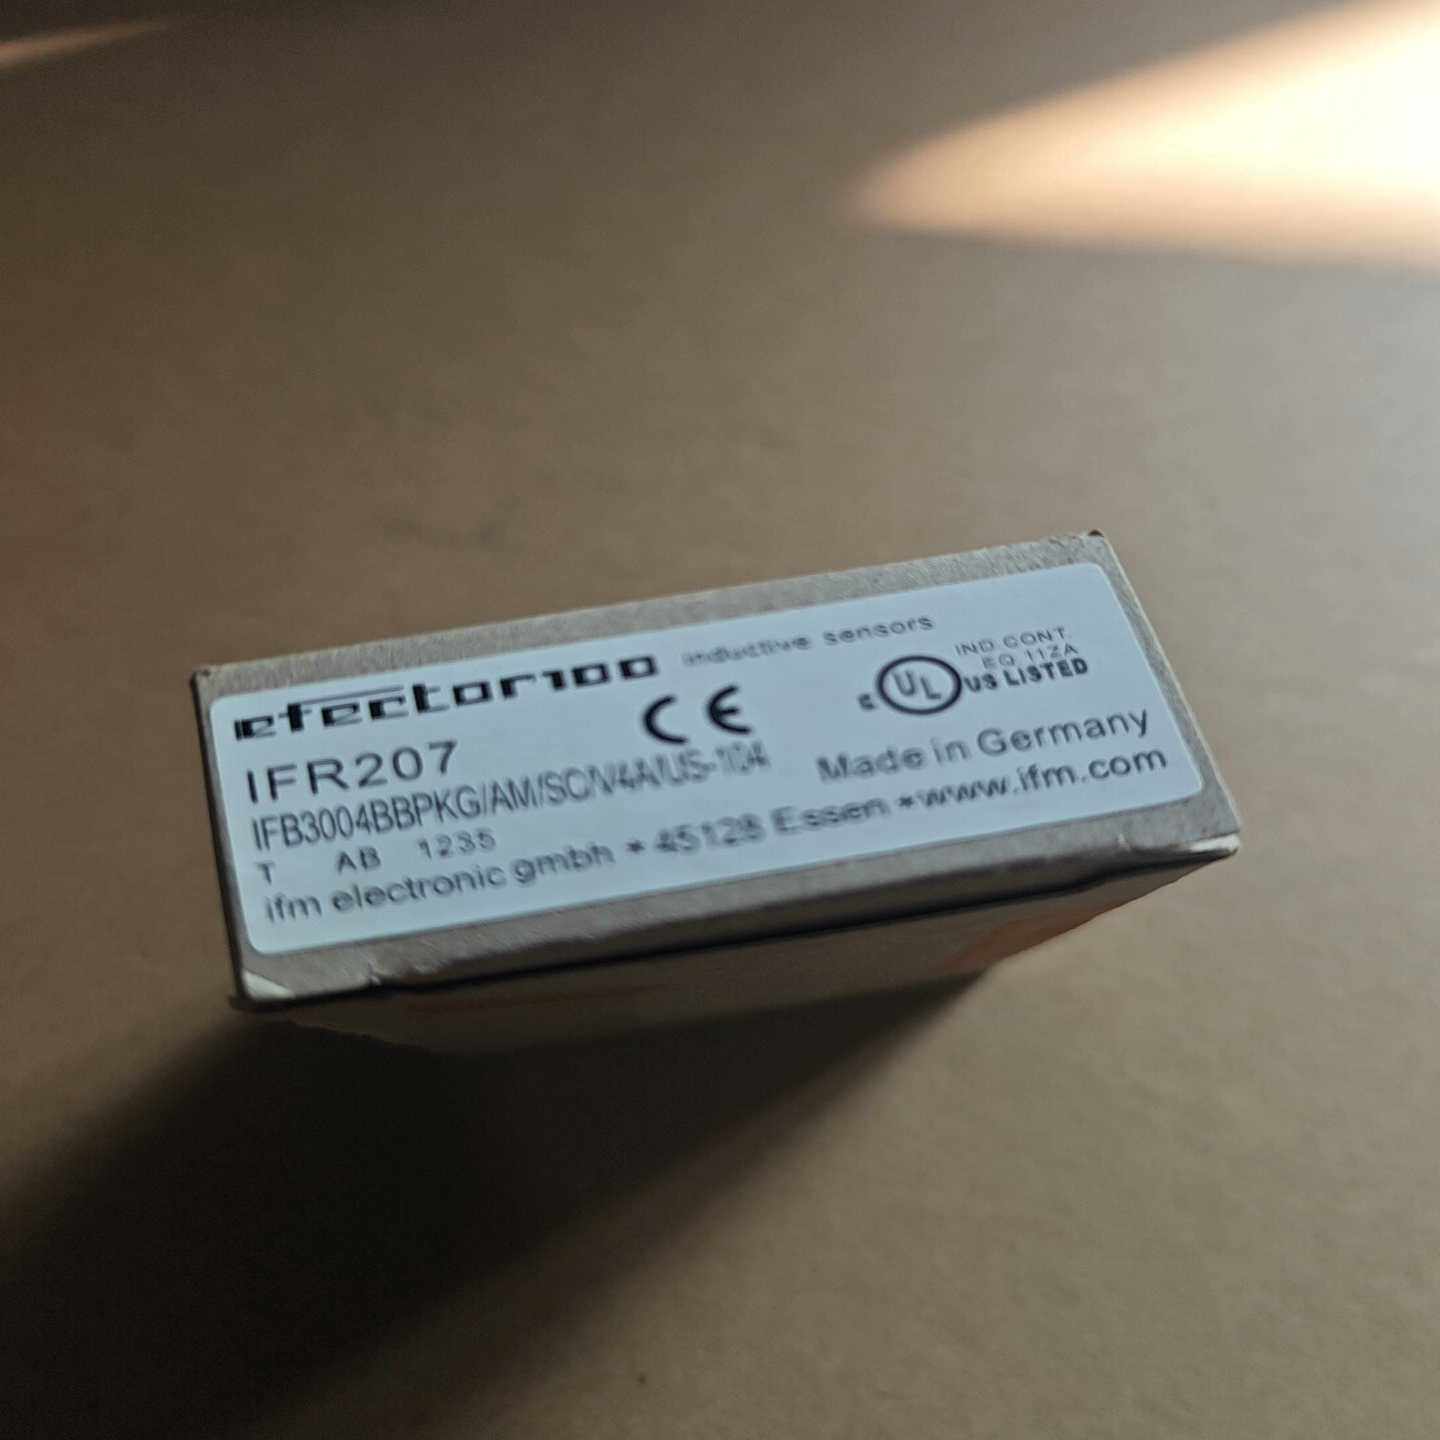 efector100 inductive sensors
IFR207
IFB3004BBPKG/AM/SC/V4A/US-104
T AB 1235
ifm electronic gmbh * 45128 Essen *www.ifm.com
CE
c UL US LISTED
IND.CONT.
EQ 11ZA
Made in Germany